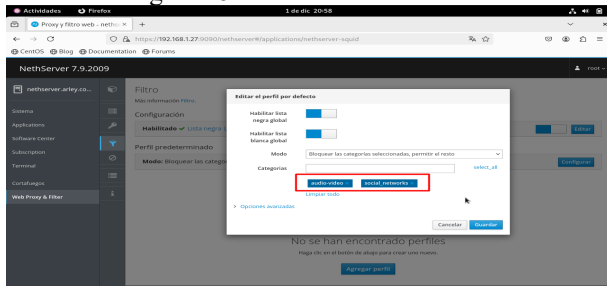 Actividades Firefox 1 de dic 20:58
Proxy y filtro web - neths
https://192.168.1.27:9090/nethserver#/applications/nethserver-squid
CentOS Blog Documentation Forums
NethServer 7.9.2009 root
nethserver.arley.co...
Sistema
Applications
Software Center
Subscription
Terminal
Cortafuegos
Web Proxy & Filter
Filtro
Más información Filtro.
Configuración
Habilitado Lista negra Editar
Perfil predeterminado
Modo: Bloquear las catego Configurar
Editar el perfil por defecto
Habilitar lista
negra global
Habilitar lista
blanca global
Modo Bloquear las categorías seleccionadas, permitir el resto
Categorías select_all
audio-video social_networks
Limpiar todo
Opciones avanzadas
Cancelar Guardar
No se han encontrado perfiles
Haga clic en el botón de abajo para crear uno nuevo.
Agregar perfil